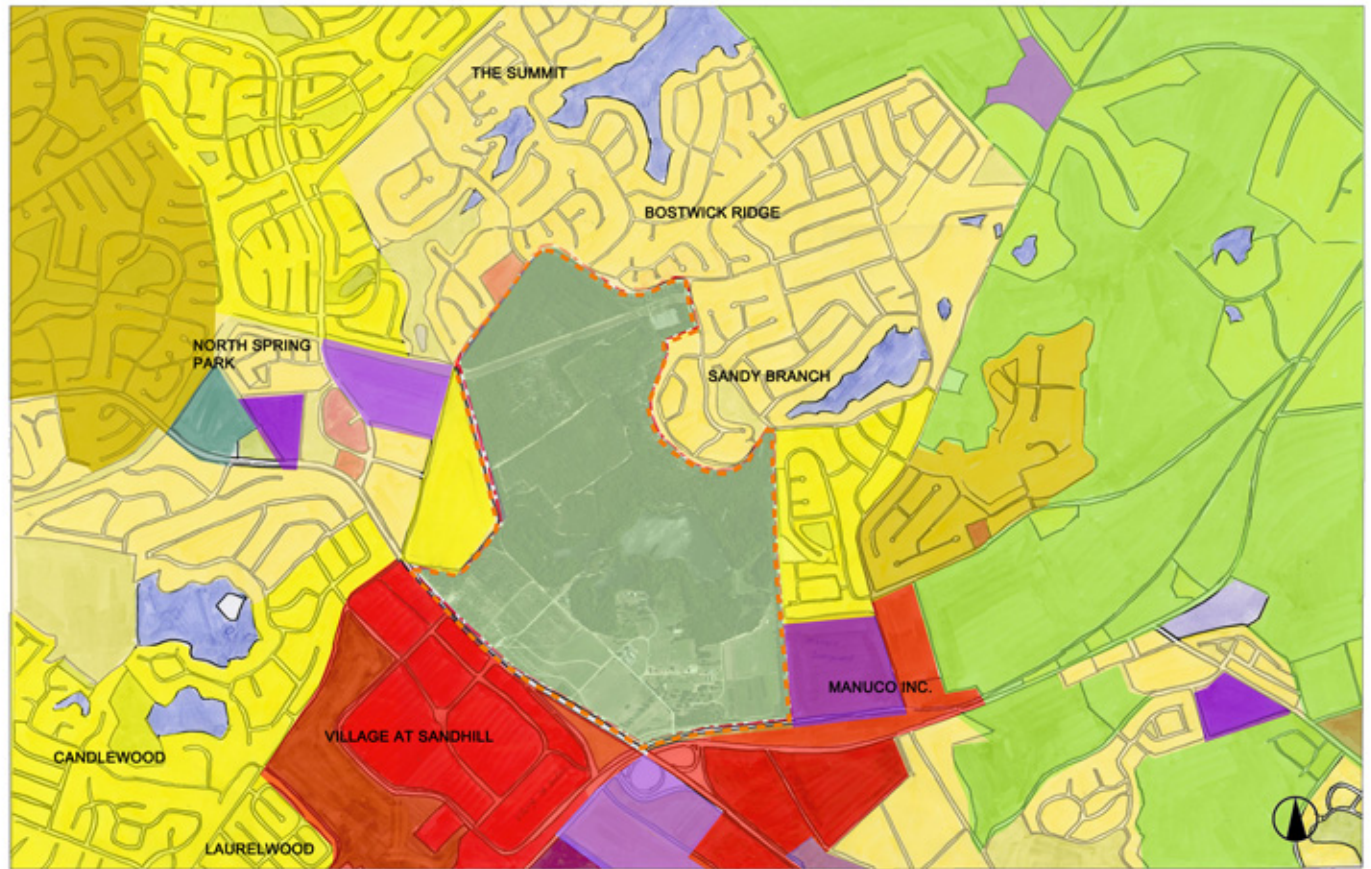 THE SUMMIT
BOSTWICK RIDGE
NORTH SPRING
PARK
SANDY BRANCH
MANUCO INC.
VILLAGE AT SANDHILL
CANDLEWOOD
LAURELWOOD